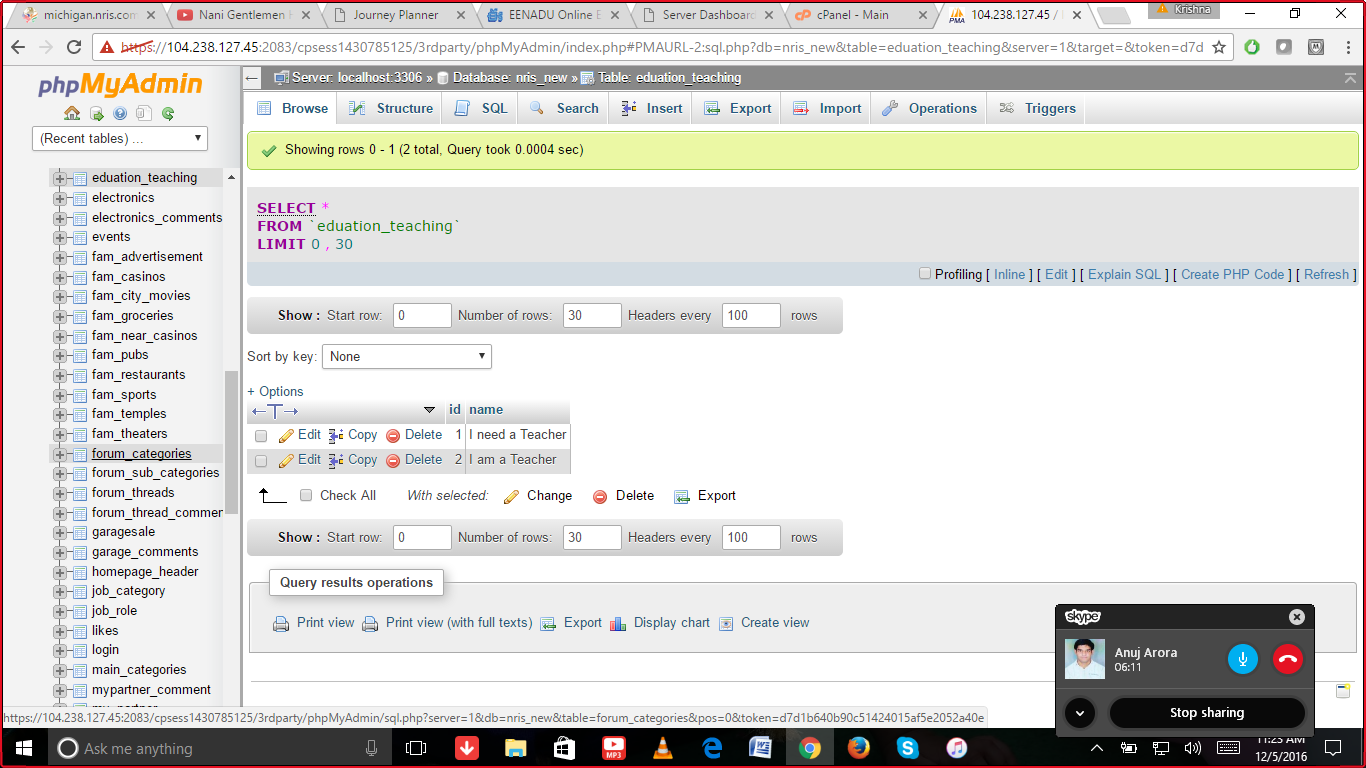 michigan.nris.com
Nani Gentlemen
Journey Planner
EENADU Online E
Server Dashboard
cPanel - Main
PMA
104.238.127.45 /
Krishna
https://104.238.127.45:2083/cpsess1430785125/3rdparty/phpMyAdmin/index.php#PMAURL-2:sql.php?db=nris_new&table=eduation_teaching&server=1&target=&token=d7d
phpMyAdmin
(Recent tables) ...
eduation_teaching
electronics
electronics_comments
events
fam_advertisement
fam_casinos
fam_city_movies
fam_groceries
fam_near_casinos
fam_pubs
fam_restaurants
fam_sports
fam_temples
fam_theaters
forum_categories
forum_sub_categories
forum_threads
forum_thread_commen
garagesale
garage_comments
homepage_header
job_category
job_role
likes
login
main_categories
mypartner_comment
Server: localhost:3306 » Database: nris_new » Table: eduation_teaching
Browse Structure SQL Search Insert Export Import Operations Triggers
Showing rows 0 - 1 (2 total, Query took 0.0004 sec)
SELECT *
FROM `eduation_teaching`
LIMIT 0 , 30
Profiling [ Inline ] [ Edit ] [ Explain SQL ] [ Create PHP Code ] [ Refresh ]
Show : Start row: 0 Number of rows: 30 Headers every 100 rows
Sort by key: None
+ Options
←T→ id name
Edit Copy Delete 1 I need a Teacher
Edit Copy Delete 2 I am a Teacher
Check All With selected: Change Delete Export
Show : Start row: 0 Number of rows: 30 Headers every 100 rows
Query results operations
Print view Print view (with full texts) Export Display chart Create view
skype
Anuj Arora
06:11
Stop sharing
https://104.238.127.45:2083/cpsess1430785125/3rdparty/phpMyAdmin/sql.php?server=1&db=nris_new&table=forum_categories&pos=0&token=d7d1b640b90c51424015af5e2052a40e
Ask me anything
MP3
11:23 AM
12/5/2016